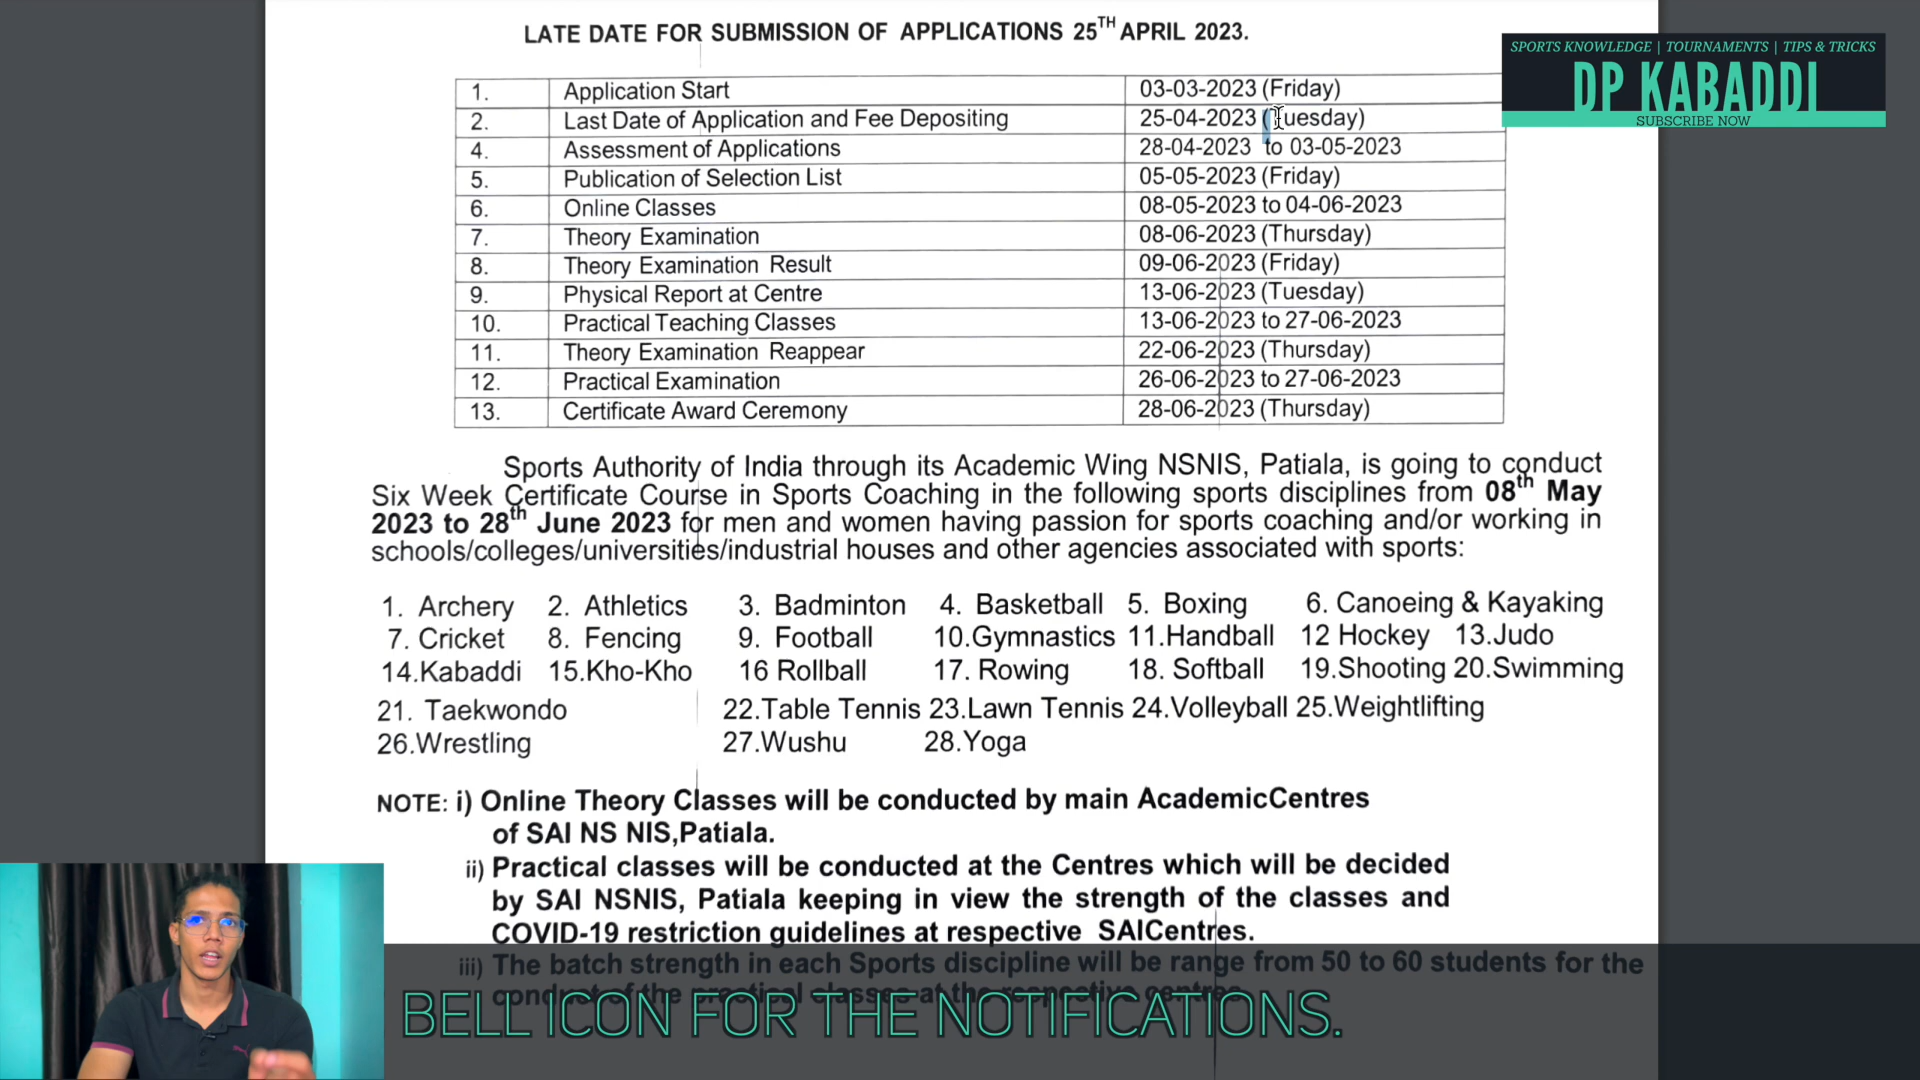 LATE DATE FOR SUBMISSION OF APPLICATIONS 25TH APRIL 2023.
SPORTS KNOWLEDGE | TOURNAMENTS | TIPS & TRICKS
DP KABADDI
SUBSCRIBE NOW
1. Application Start 03-03-2023 (Friday)
2. Last Date of Application and Fee Depositing 25-04-2023 (Tuesday)
4. Assessment of Applications 28-04-2023 to 03-05-2023
5. Publication of Selection List 05-05-2023 (Friday)
6. Online Classes 08-05-2023 to 04-06-2023
7. Theory Examination 08-06-2023 (Thursday)
8. Theory Examination Result 09-06-2023 (Friday)
9. Physical Report at Centre 13-06-2023 (Tuesday)
10. Practical Teaching Classes 13-06-2023 to 27-06-2023
11. Theory Examination Reappear 22-06-2023 (Thursday)
12. Practical Examination 26-06-2023 to 27-06-2023
13. Certificate Award Ceremony 28-06-2023 (Thursday)
Sports Authority of India through its Academic Wing NSNIS, Patiala, is going to conduct
Six Week Certificate Course in Sports Coaching in the following sports disciplines from 08th May
2023 to 28th June 2023 for men and women having passion for sports coaching and/or working in
schools/colleges/universities/industrial houses and other agencies associated with sports:
1. Archery 2. Athletics 3. Badminton 4. Basketball 5. Boxing 6. Canoeing & Kayaking
7. Cricket 8. Fencing 9. Football 10.Gymnastics 11.Handball 12 Hockey 13.Judo
14.Kabaddi 15.Kho-Kho 16 Rollball 17. Rowing 18. Softball 19.Shooting 20.Swimming
21. Taekwondo 22.Table Tennis 23.Lawn Tennis 24.Volleyball 25.Weightlifting
26.Wrestling 27.Wushu 28.Yoga
NOTE: i) Online Theory Classes will be conducted by main AcademicCentres
of SAI NS NIS,Patiala.
ii) Practical classes will be conducted at the Centres which will be decided
by SAI NSNIS, Patiala keeping in view the strength of the classes and
COVID-19 restriction guidelines at respective SAICentres.
iii) The batch strength in each Sports discipline will be range from 50 to 60 students for the
conduct of the practical classes at the respective centres
BELL ICON FOR THE NOTIFICATIONS.